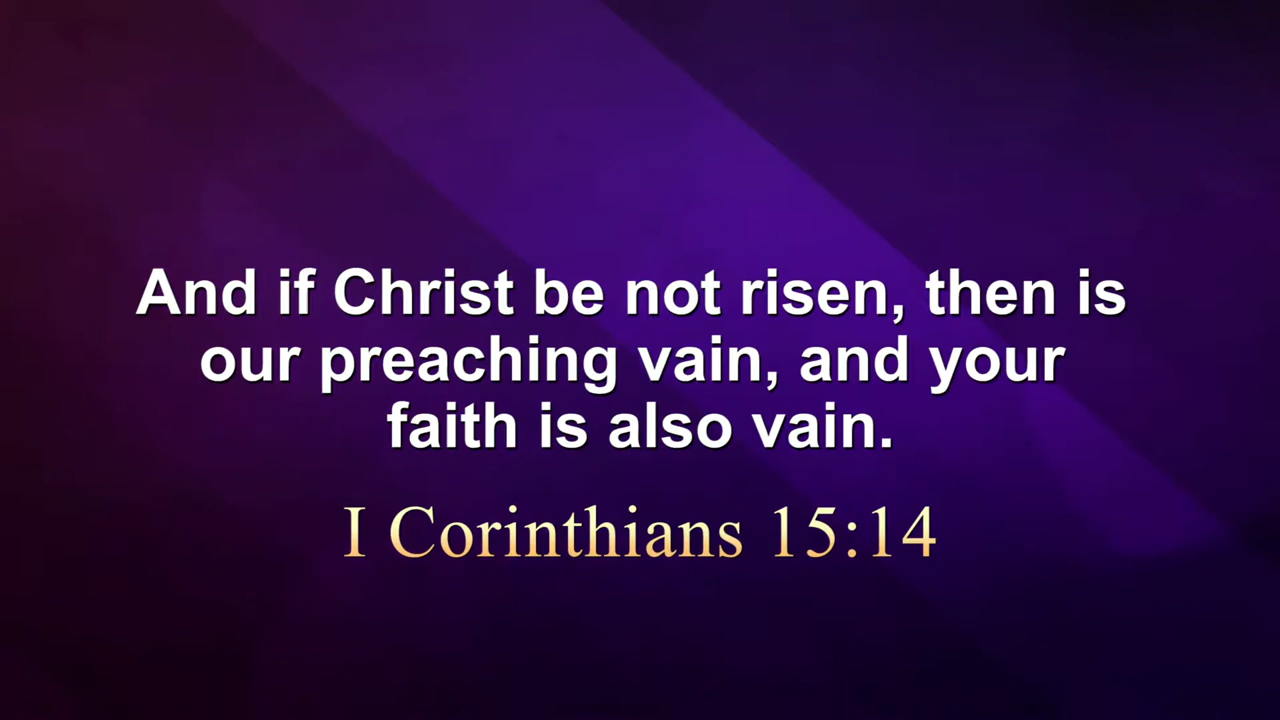 And if Christ be not risen, then is
our preaching vain, and your
faith is also vain.
I Corinthians 15:14